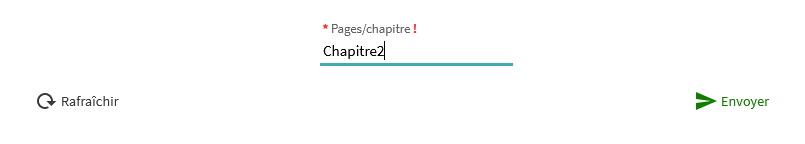 * Pages/chapitre !
Chapitre2
Rafraîchir
Envoyer